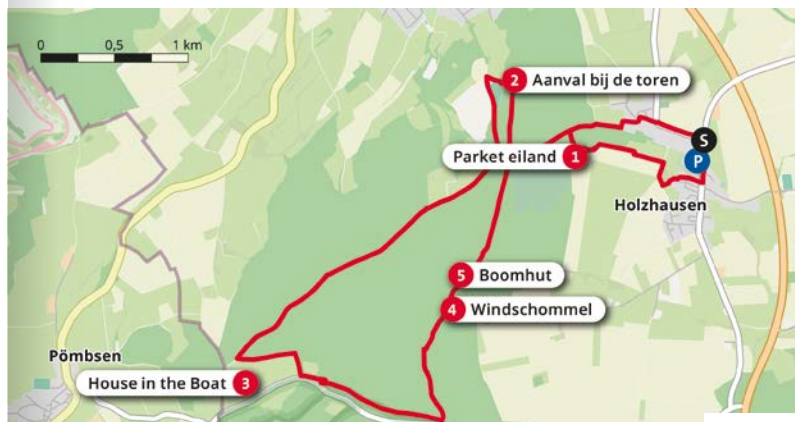 0 0,5 1 km
2 Aanval bij de toren
S
Parket eiland 1
P
Holzhausen
5 Boomhut
4 Windschommel
Pömbsen
House in the Boat 3